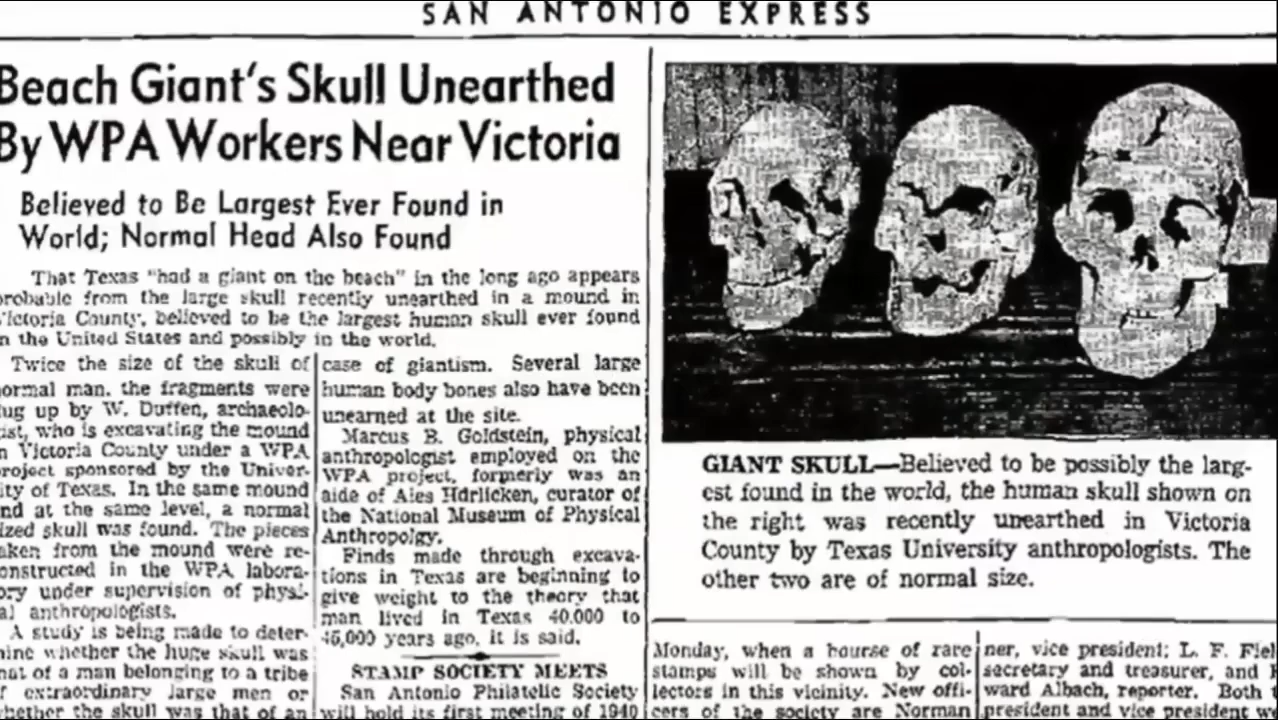 SAN ANTONIO EXPRESS
Beach Giant's Skull Unearthed
By WPA Workers Near Victoria
Believed to Be Largest Ever Found in
World; Normal Head Also Found
That Texas "had a giant on the beach" in the long ago appears
probable from the large skull recently unearthed in a mound in
Victoria County, believed to be the largest human skull ever found
in the United States and possibly in the world.
Twice the size of the skull of
normal man, the fragments were
dug up by W. Duffen, archaeolo-
gist, who is excavating the mound
in Victoria County under a WPA
project sponsored by the Univer-
sity of Texas. In the same mound
and at the same level, a normal
sized skull was found. The pieces
taken from the mound were re-
constructed in the WPA labora-
tory under supervision of physi-
cal anthropologists.
A study is being made to deter-
mine whether the huge skull was
that of a man belonging to a tribe
of extraordinary large men or
whether the skull was that of an
case of giantism. Several large
human body bones also have been
unearned at the site.
Marcus B. Goldstein, physical
anthropologist employed on the
WPA project, formerly was an
aide of Ales Hdrlicken, curator of
the National Museum of Physical
Anthropolgy.
Finds made through excava-
tions in Texas are beginning to
give weight to the theory that
man lived in Texas 40,000 to
45,000 years ago, it is said.
STAMP SOCIETY MEETS
San Antonio Philatelic Society
will hold its first meeting of 1940
GIANT SKULL—Believed to be possibly the larg-
est found in the world, the human skull shown on
the right was recently unearthed in Victoria
County by Texas University anthropologists. The
other two are of normal size.
Monday, when a bourse of rare
stamps will be shown by col-
lectors in this vicinity. New offi-
cers of the society are Norman
ner, vice president; L. F. Fiel
secretary and treasurer, and
ward Albach, reporter. Both
president and vice president